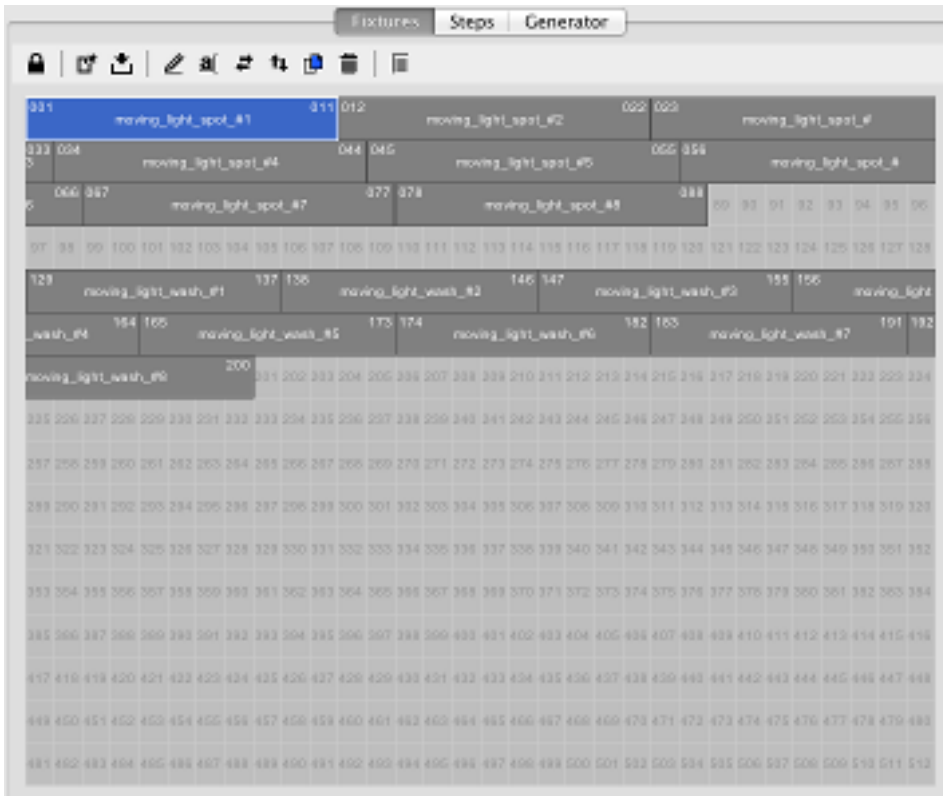 Fixtures Steps Generator
a[
001 011 012 022 023
moving_light_spot_#1 moving_light_spot_#2 moving_light_spot_#
033 034 044 045 055 056
3 moving_light_spot_#4 moving_light_spot_#5 moving_light_spot_#
066 067 077 078 088
6 moving_light_spot_#7 moving_light_spot_#8 89 90 91 92 93 94 95 96
97 98 99 100 101 102 103 104 105 106 107 108 109 110 111 112 113 114 115 116 117 118 119 120 121 122 123 124 125 126 127 128
129 137 138 146 147 155 156
moving_light_wash_#1 moving_light_wash_#2 moving_light_wash_#3 moving_light
164 165 173 174 182 183 191 192
_wash_#4 moving_light_wash_#5 moving_light_wash_#6 moving_light_wash_#7
200
moving_light_wash_#8 201 202 203 204 205 206 207 208 209 210 211 212 213 214 215 216 217 218 219 220 221 222 223 224
225 226 227 228 229 230 231 232 233 234 235 236 237 238 239 240 241 242 243 244 245 246 247 248 249 250 251 252 253 254 255 256
257 258 259 260 261 262 263 264 265 266 267 268 269 270 271 272 273 274 275 276 277 278 279 280 281 282 283 284 285 286 287 288
289 290 291 292 293 294 295 296 297 298 299 300 301 302 303 304 305 306 307 308 309 310 311 312 313 314 315 316 317 318 319 320
321 322 323 324 325 326 327 328 329 330 331 332 333 334 335 336 337 338 339 340 341 342 343 344 345 346 347 348 349 350 351 352
353 354 355 356 357 358 359 360 361 362 363 364 365 366 367 368 369 370 371 372 373 374 375 376 377 378 379 380 381 382 383 384
385 386 387 388 389 390 391 392 393 394 395 396 397 398 399 400 401 402 403 404 405 406 407 408 409 410 411 412 413 414 415 416
417 418 419 420 421 422 423 424 425 426 427 428 429 430 431 432 433 434 435 436 437 438 439 440 441 442 443 444 445 446 447 448
449 450 451 452 453 454 455 456 457 458 459 460 461 462 463 464 465 466 467 468 469 470 471 472 473 474 475 476 477 478 479 480
481 482 483 484 485 486 487 488 489 490 491 492 493 494 495 496 497 498 499 500 501 502 503 504 505 506 507 508 509 510 511 512